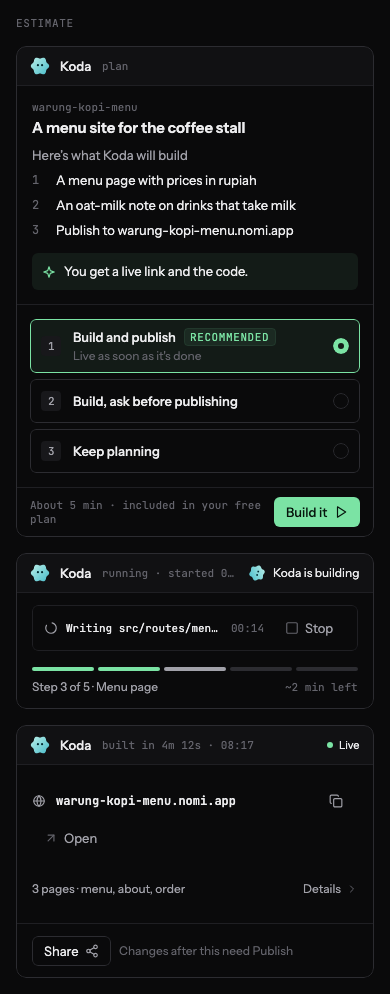 ESTIMATE
Koda plan
warung-kopi-menu
A menu site for the coffee stall
Here's what Koda will build
1 A menu page with prices in rupiah
2 An oat-milk note on drinks that take milk
3 Publish to warung-kopi-menu.nomi.app
You get a live link and the code.
1 Build and publish RECOMMENDED
Live as soon as it's done
2 Build, ask before publishing
3 Keep planning
About 5 min · included in your free
plan
Build it
Koda running · started 0… Koda is building
Writing src/routes/men… 00:14 Stop
Step 3 of 5 · Menu page ~2 min left
Koda built in 4m 12s · 08:17 Live
warung-kopi-menu.nomi.app
Open
3 pages · menu, about, order Details
Share Changes after this need Publish